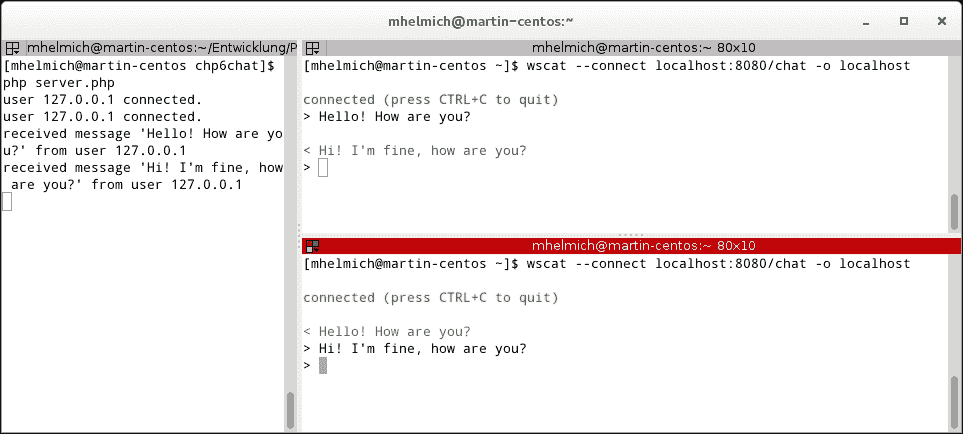 mhelmich@martin-centos:~
mhelmich@martin-centos:~/Entwicklung/P
[mhelmich@martin-centos chp6chat]$
php server.php
user 127.0.0.1 connected.
user 127.0.0.1 connected.
received message 'Hello! How are yo
u?' from user 127.0.0.1
received message 'Hi! I'm fine, how
 are you?' from user 127.0.0.1
mhelmich@martin-centos:~ 80x10
[mhelmich@martin-centos ~]$ wscat --connect localhost:8080/chat -o localhost
connected (press CTRL+C to quit)
> Hello! How are you?
< Hi! I'm fine, how are you?
>
mhelmich@martin-centos:~ 80x10
[mhelmich@martin-centos ~]$ wscat --connect localhost:8080/chat -o localhost
connected (press CTRL+C to quit)
< Hello! How are you?
> Hi! I'm fine, how are you?
>